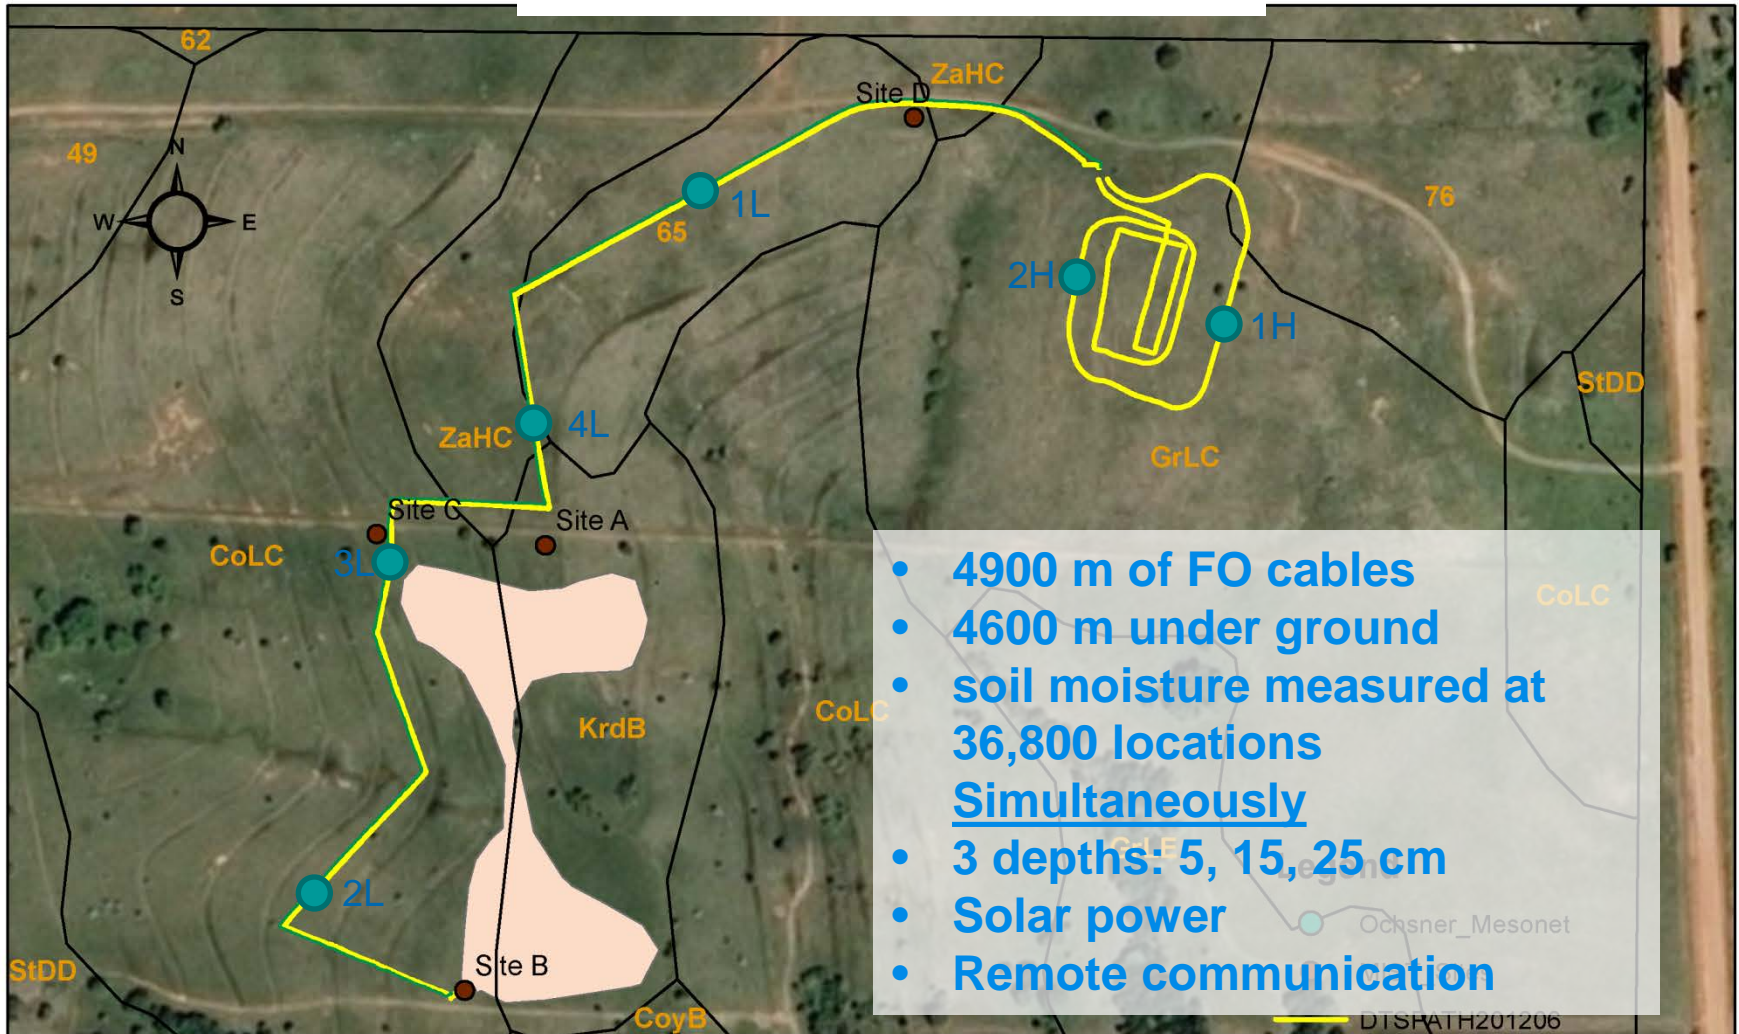 62
ZaHC
Site D
49
N
W E
S
76
1L
65
2H
1H
StDD
4L
ZaHC
GrLC
Site C
Site A
CoLC
3L
CoLC
• 4900 m of FO cables
• 4600 m under ground
• soil moisture measured at
36,800 locations
Simultaneously
• 3 depths: 5, 15, 25 cm
• Solar power
• Remote communication
CoLC
KrdB
GrLE
Legend
2L
Ochsner_Mesonet
Site B
StDD
CoyB
DTSPATH201206